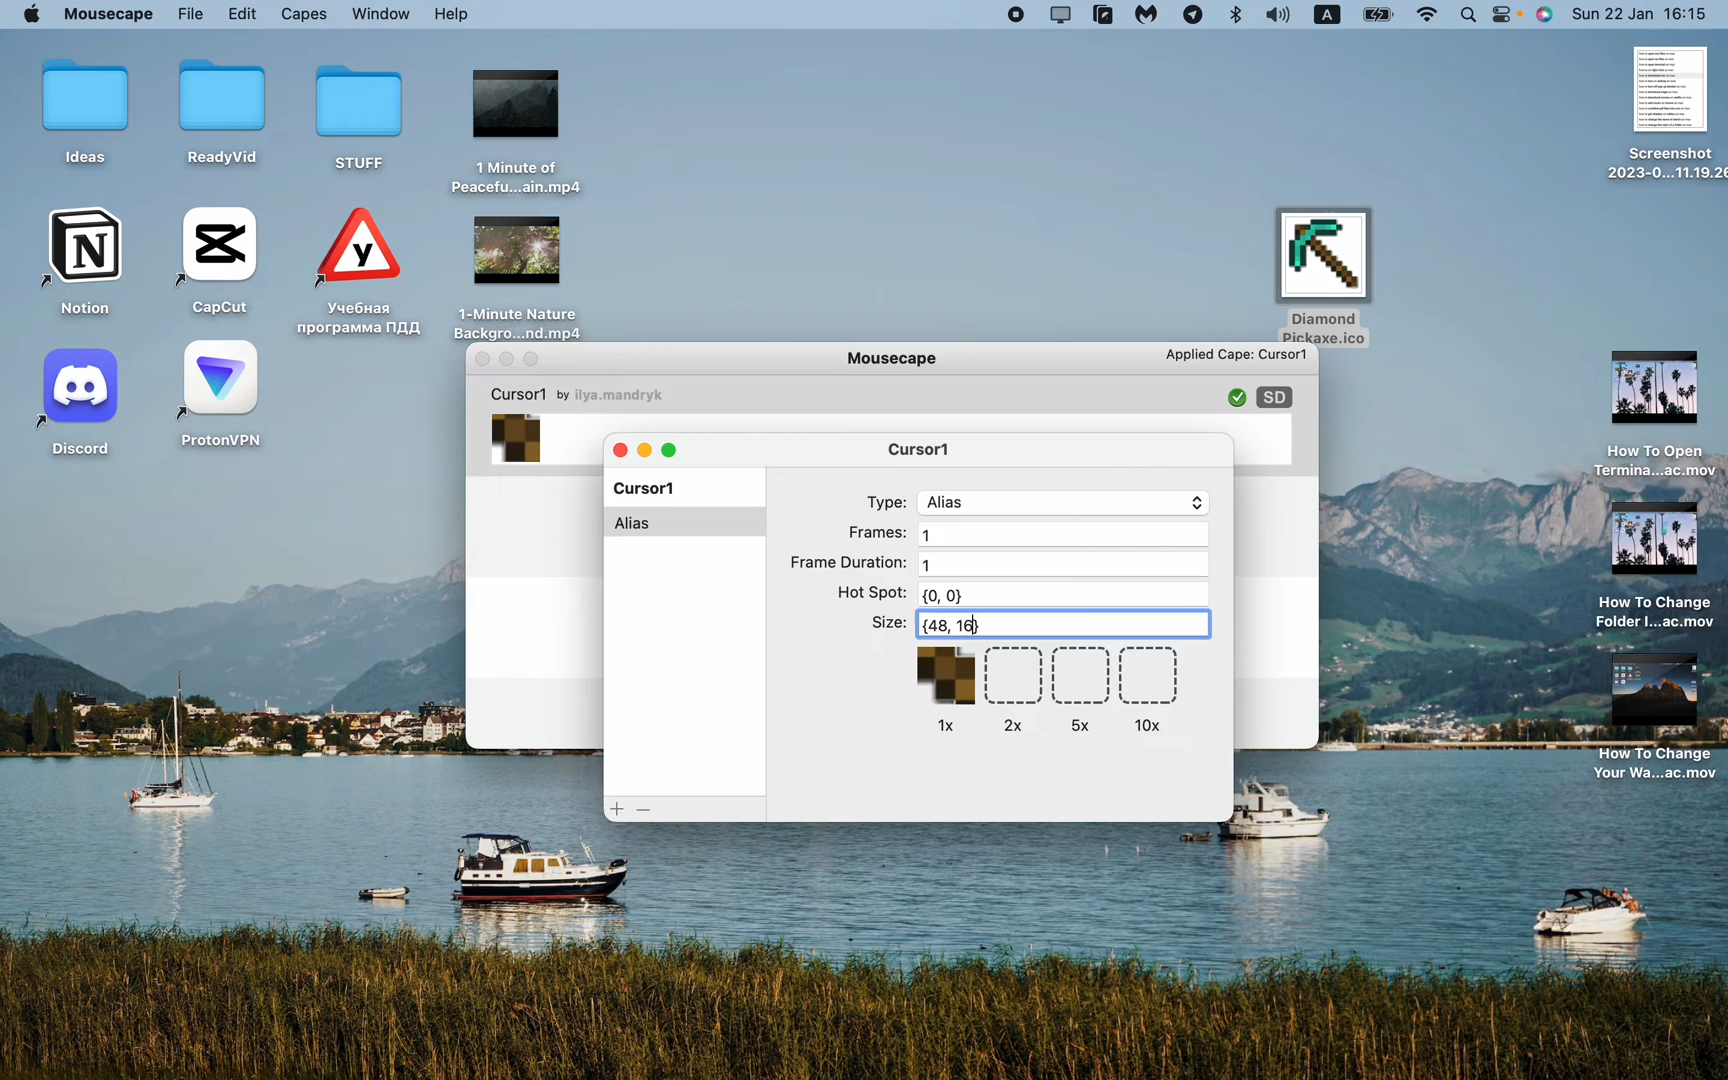 Mousecape File Edit Capes Window Help
A
Sun 22 Jan 16:15
Ideas
ReadyVid
STUFF
1 Minute of
Peacefu...ain.mp4
Screenshot
2023-0...11.19.26
N
Notion
CapCut
У
Учебная
программа ПДД
1-Minute Nature
Backgro...nd.mp4
Diamond
Pickaxe.ico
Discord
ProtonVPN
How To Open
Termina...ac.mov
How To Change
Folder I...ac.mov
How To Change
Your Wa...ac.mov
Mousecape
Applied Cape: Cursor1
Cursor1 by ilya.mandryk
SD
Cursor1
Cursor1
Alias
Type: Alias
Frames: 1
Frame Duration: 1
Hot Spot: {0, 0}
Size: {48, 16}
1x 2x 5x 10x
+ −